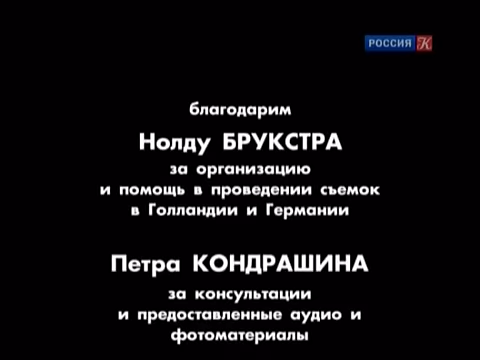 РОССИЯ К
благодарим
Нолду БРУКСТРА
за организацию
и помощь в проведении съемок
в Голландии и Германии
Петра КОНДРАШИНА
за консультации
и предоставленные аудио и
фотоматериалы